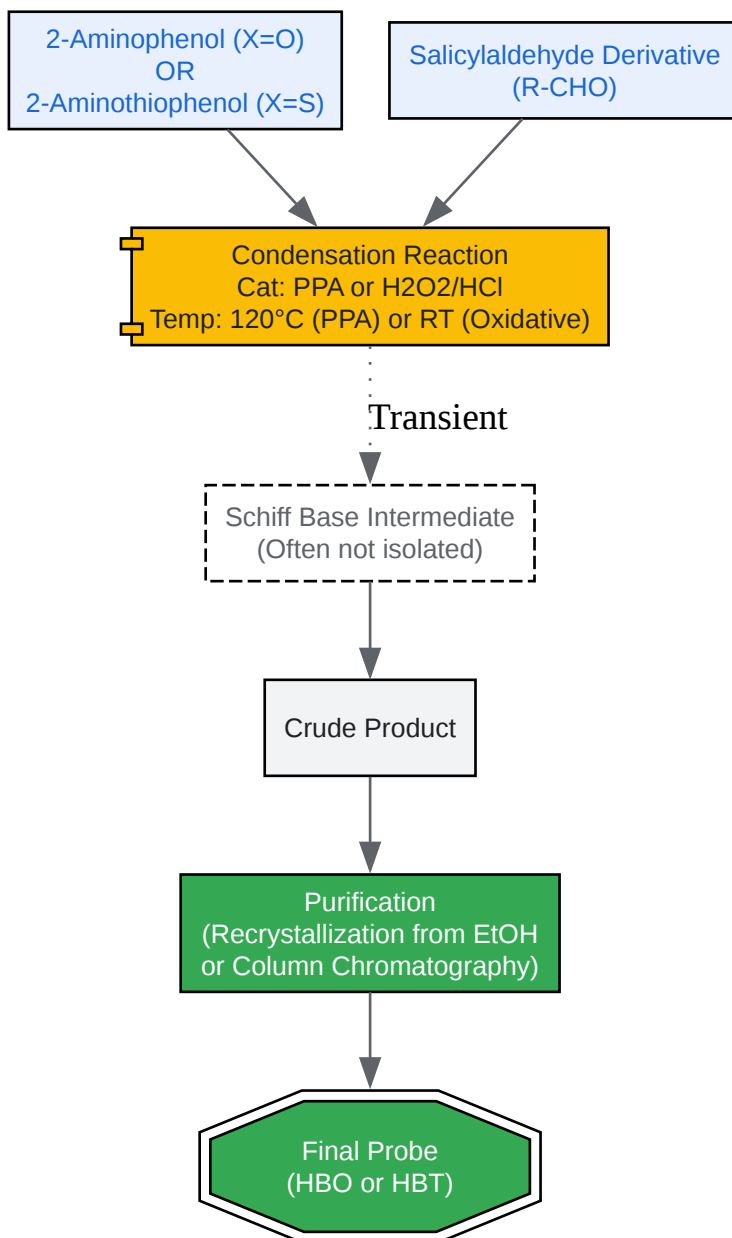 2-Aminophenol (X=O)
OR
2-Aminothiophenol (X=S)
Salicylaldehyde Derivative
(R-CHO)
Condensation Reaction
Cat: PPA or H2O2/HCl
Temp: 120°C (PPA) or RT (Oxidative)
Transient
Schiff Base Intermediate
(Often not isolated)
Crude Product
Purification
(Recrystallization from EtOH
or Column Chromatography)
Final Probe
(HBO or HBT)